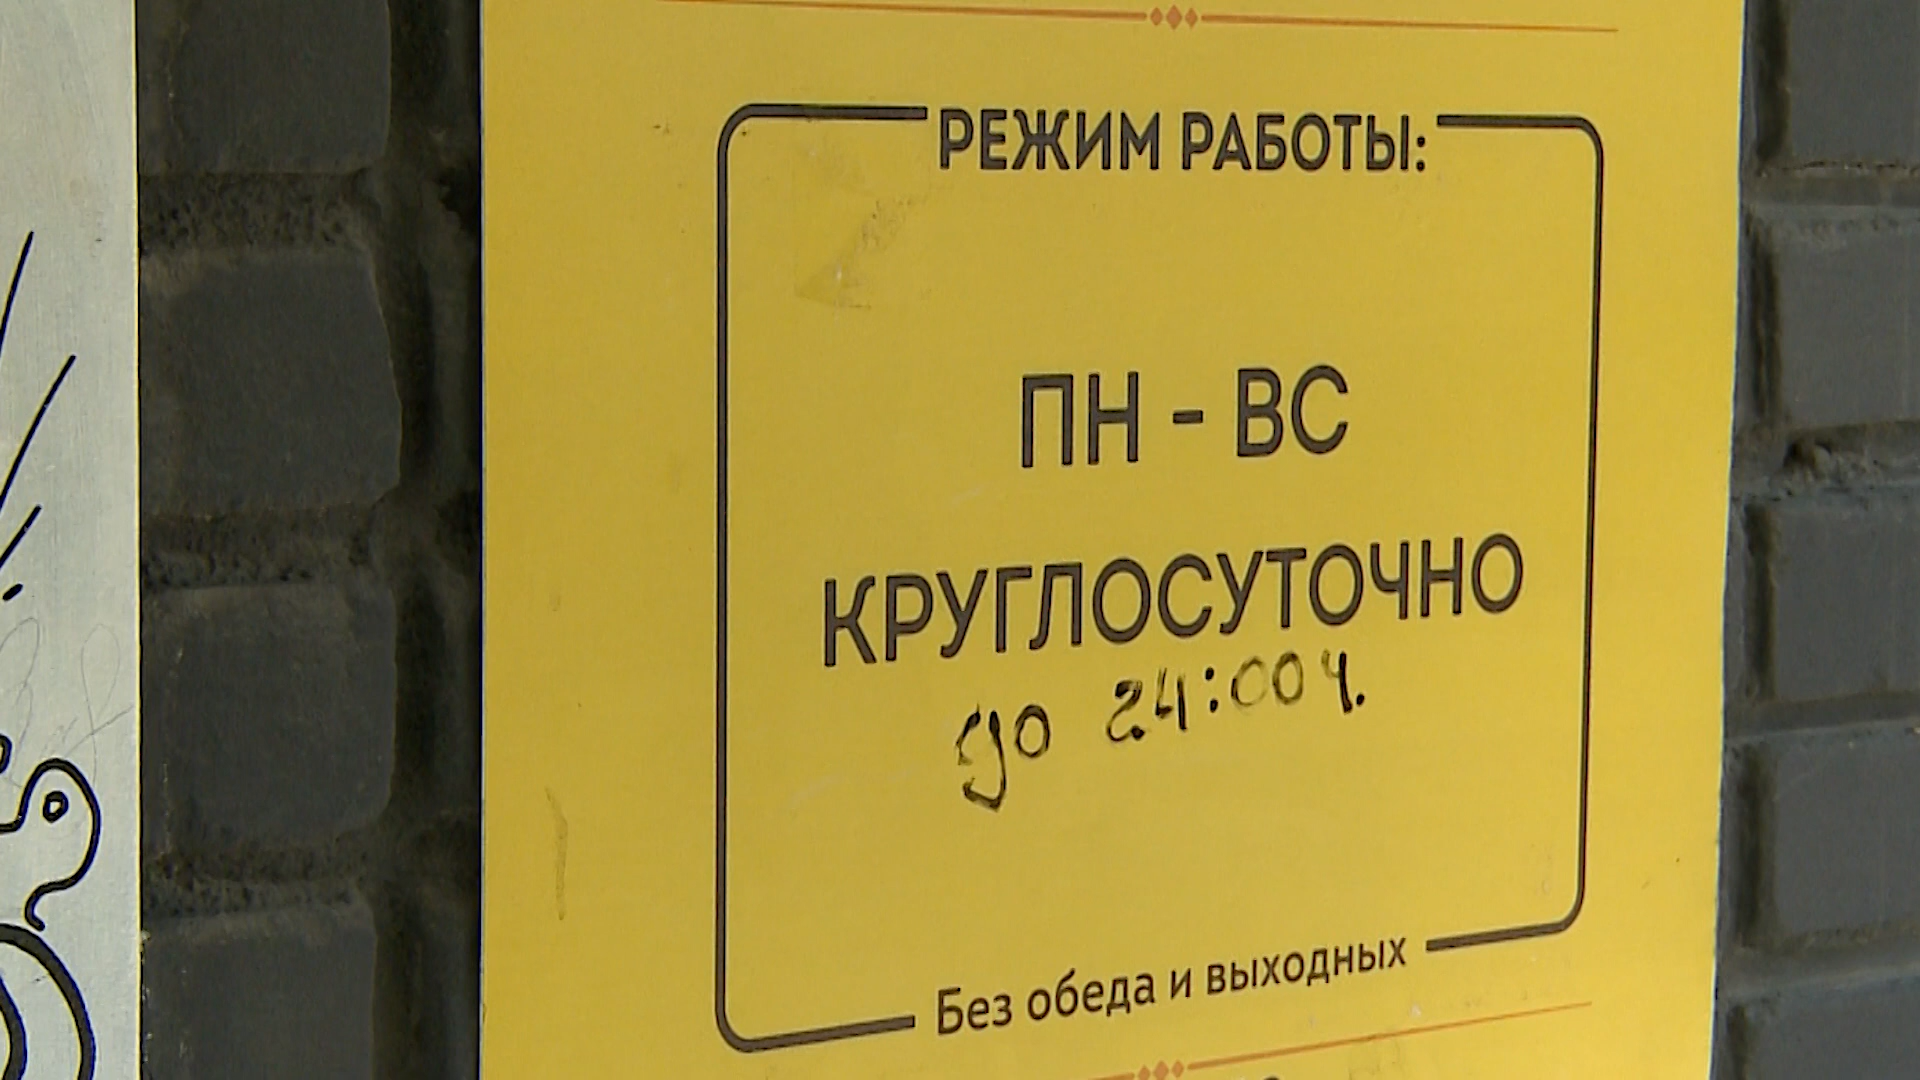 РЕЖИМ РАБОТЫ:
ПН - ВС
КРУГЛОСУТОЧНО
до 24:00 ч.
Без обеда и выходных